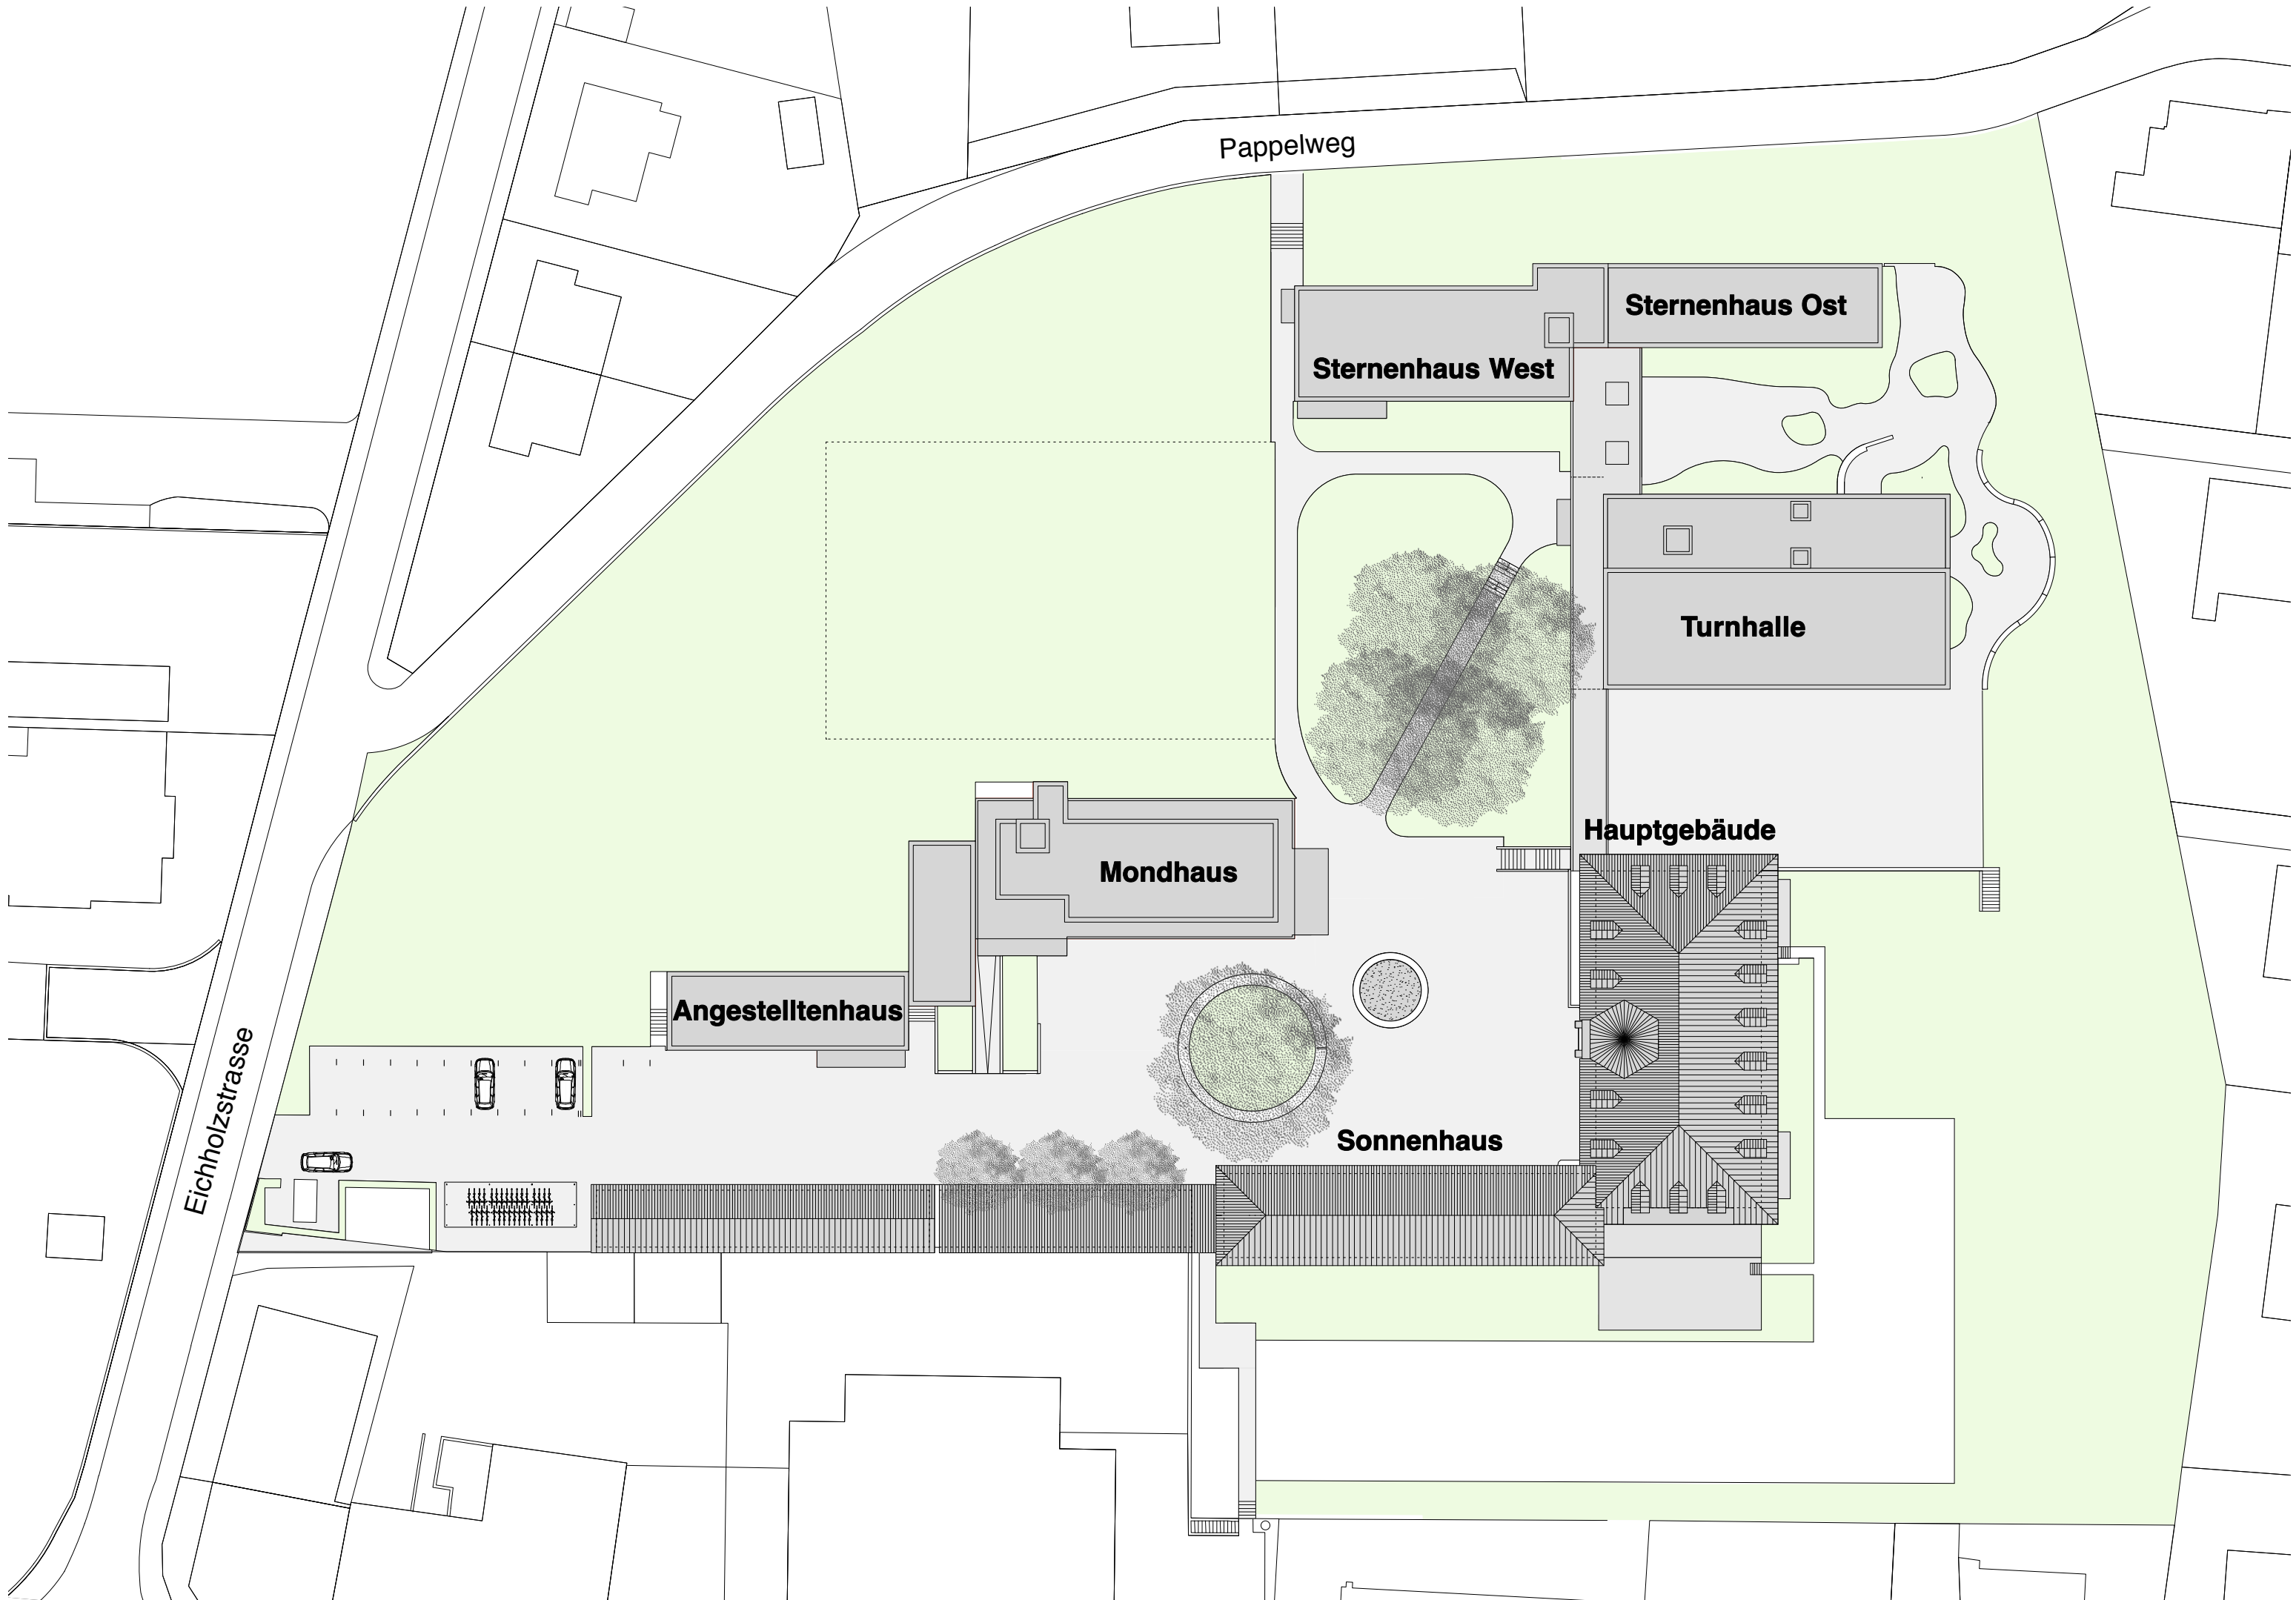 Pappelweg
Sternenhaus Ost
Sternenhaus West
Turnhalle
Hauptgebäude
Mondhaus
Angestelltenhaus
Eichholzstrasse
Sonnenhaus